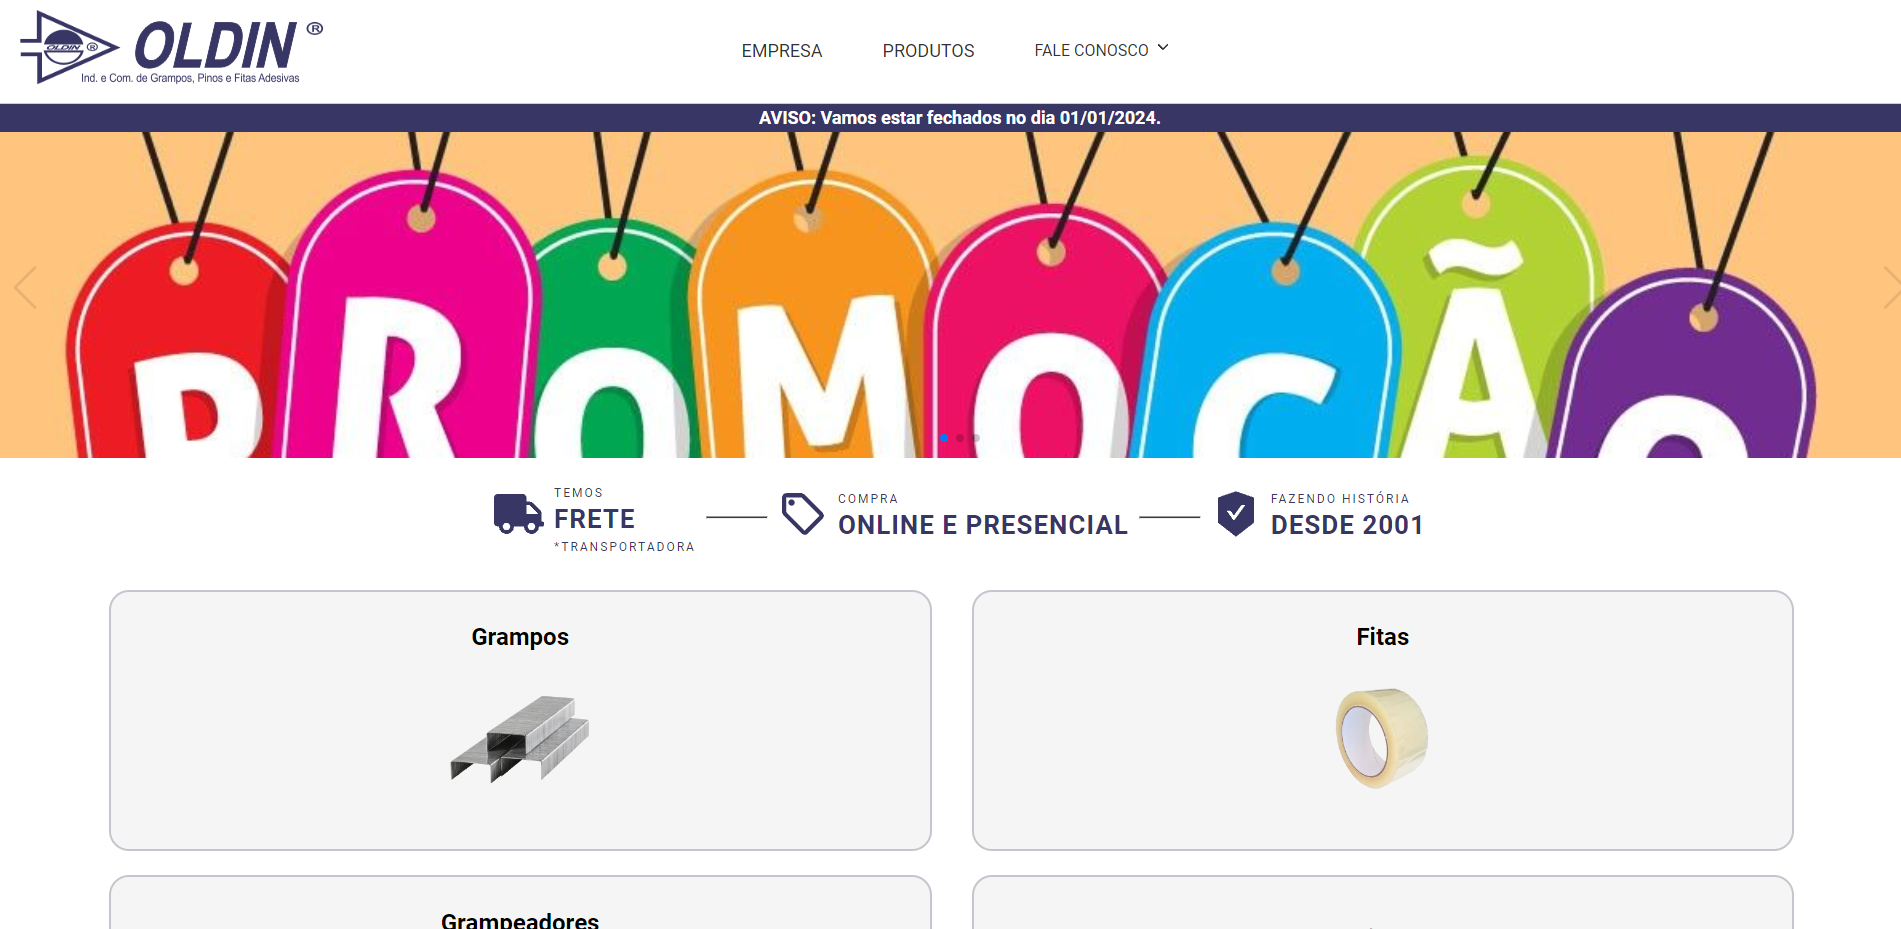 OLDIN ®
OLDIN ®
Ind. e Com. de Grampos, Pinos e Fitas Adesivas
EMPRESA
PRODUTOS
FALE CONOSCO
AVISO: Vamos estar fechados no dia 01/01/2024.
PROMOÇÃO
TEMOS
FRETE
*TRANSPORTADORA
COMPRA
ONLINE E PRESENCIAL
FAZENDO HISTÓRIA
DESDE 2001
Grampos
Fitas
Grampeadores